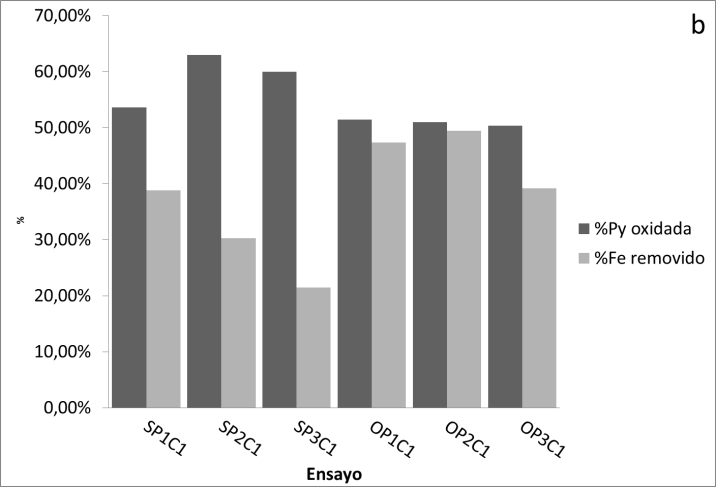 b
70,00%
60,00%
50,00%
40,00%
30,00%
20,00%
10,00%
0,00%
%
SP1C1
SP2C1
SP3C1
OP1C1
OP2C1
OP3C1
Ensayo
%Py oxidada
%Fe removido